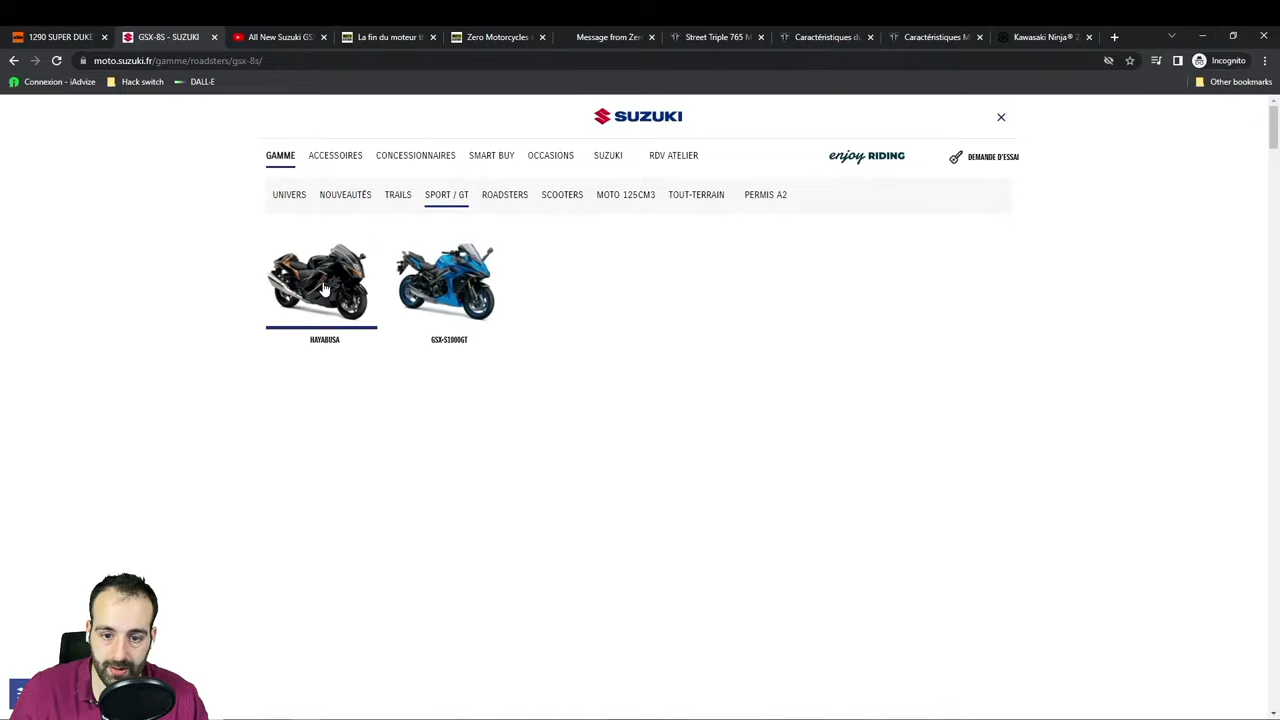 1290 SUPER DUKE
GSX-8S - SUZUKI
All New Suzuki GS
La fin du moteur th
Zero Motorcycles
Message from Zero
Street Triple 765 M
Caractéristiques du
Caractéristiques M
Kawasaki Ninja® Z
moto.suzuki.fr/gamme/roadsters/gsx-8s/
Incognito
Connexion - iAdvize
Hack switch
DALL-E
Other bookmarks
SUZUKI
GAMME ACCESSOIRES CONCESSIONNAIRES SMART BUY OCCASIONS SUZUKI RDV ATELIER enjoy RIDING DEMANDE D'ESSAI
UNIVERS NOUVEAUTÉS TRAILS SPORT / GT ROADSTERS SCOOTERS MOTO 125CM3 TOUT-TERRAIN PERMIS A2
HAYABUSA GSX-S1000GT